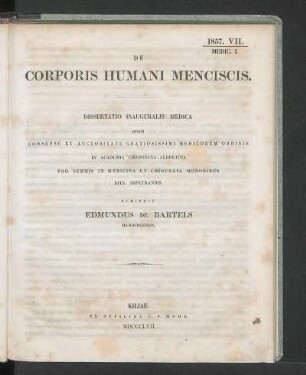 1857. VII.
MEDIC. I.
DE
CORPORIS HUMANI MENCISCIS.
DISSERTATIO INAUGURALIS MEDICA
QUAM
CONSENSU ET AUCTORITATE GRATIOSISSIMI MEDICORUM ORDINIS
IN ACADEMIA CHRISTIANA ALBERTINA
PRO SUMMIS IN MEDICINA ET CHIRURGIA HONORIBUS
RITE IMPETRANDIS
SCRIPSIT
EDMUNDUS DE BARTELS
KILIAE.
EX OFFICINA C. F. MOHR.
MDCCCLVII.